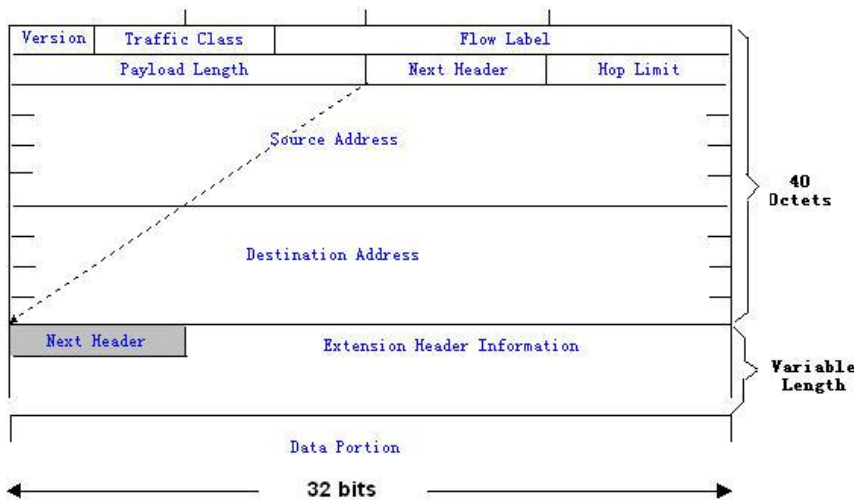 Version Traffic Class Flow Label
Payload Length Next Header Hop Limit
Source Address
40
Octets
Destination Address
Next Header Extension Header Information
Variable
Length
Data Portion
32 bits